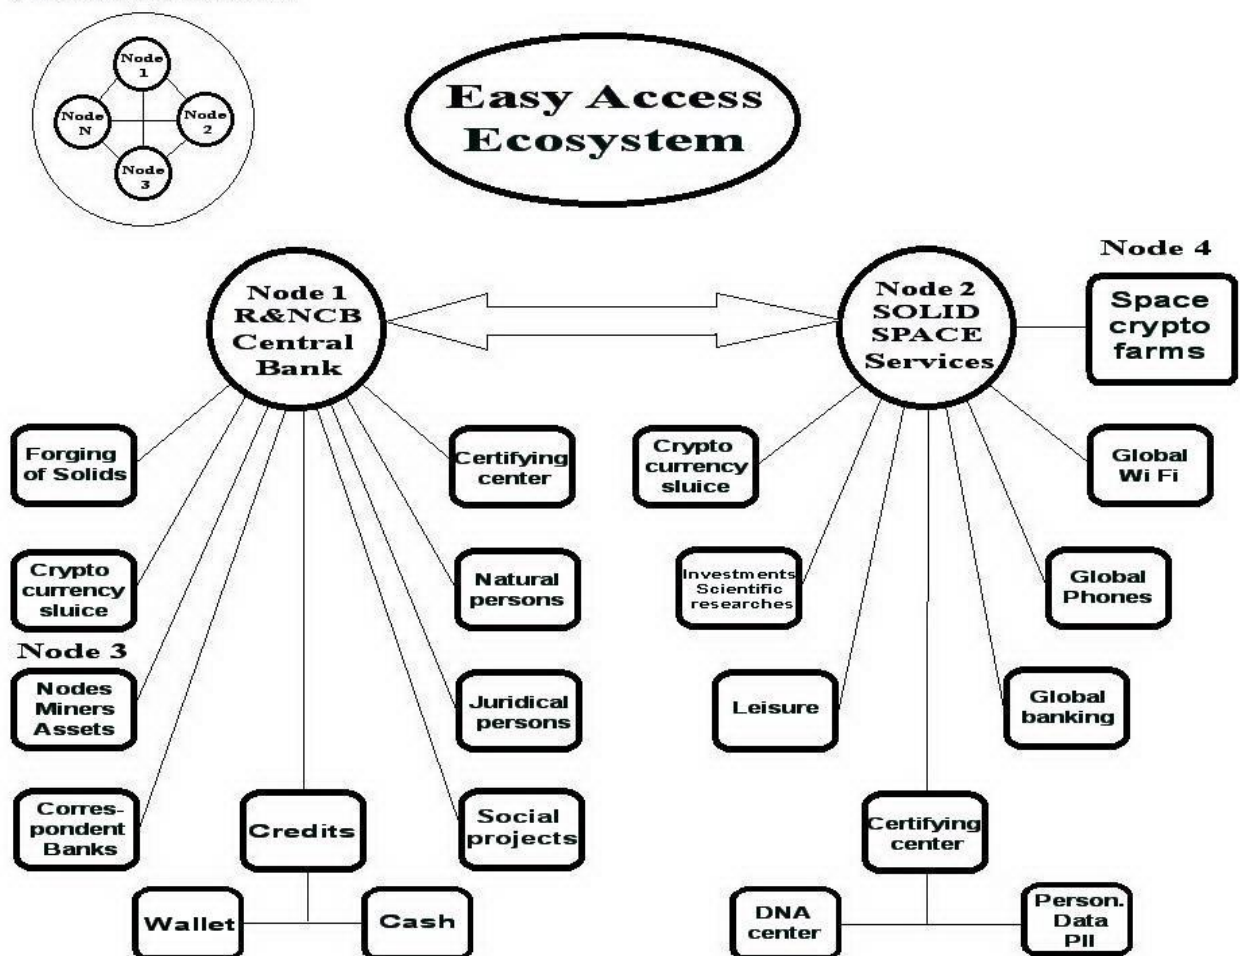 Node
1
Node
N
Node
2
Node
3
Easy Access
Ecosystem
Node 1
R&NCB
Central
Bank
Node 2
SOLID
SPACE
Services
Node 4
Space
crypto
farms
Forging
of Solids
Certifying
center
Crypto
currency
sluice
Global
Wi Fi
Crypto
currency
sluice
Natural
persons
Investments
Scientific
researches
Global
Phones
Node 3
Nodes
Miners
Assets
Juridical
persons
Leisure
Global
banking
Corres-
pondent
Banks
Credits
Social
projects
Certifying
center
Wallet
Cash
DNA
center
Person.
Data
PII